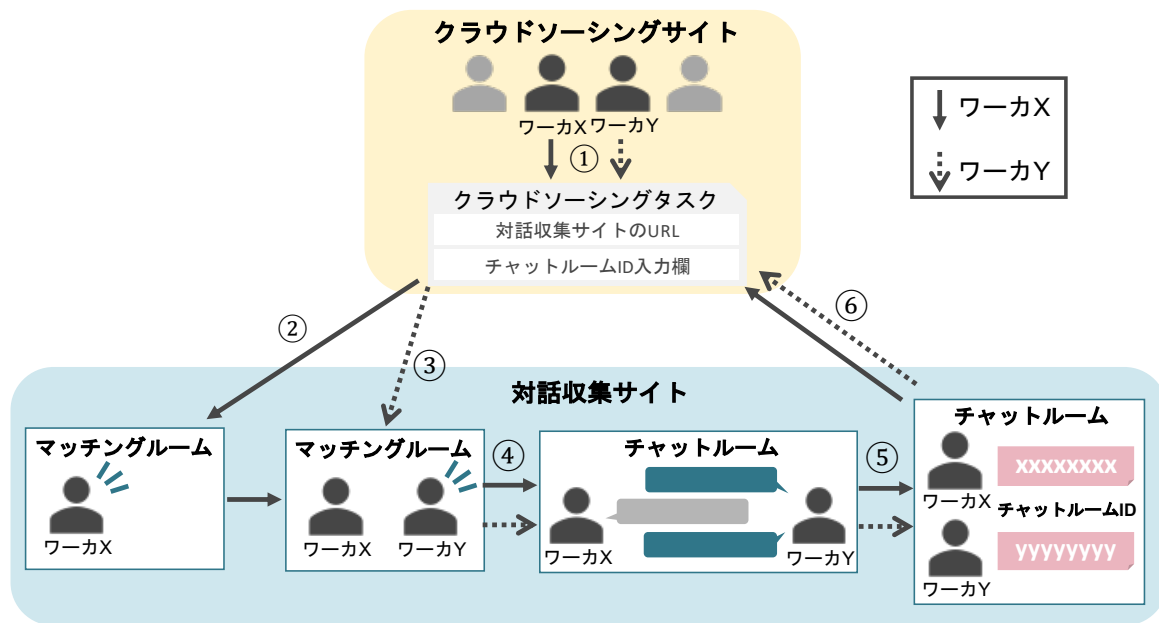 クラウドソーシングサイト
ワーカX
ワーカY
①
クラウドソーシングタスク
対話収集サイトのURL
チャットルームID入力欄
ワーカX
ワーカY
②
③
⑥
対話収集サイト
マッチングルーム
ワーカX
マッチングルーム
ワーカX
ワーカY
④
チャットルーム
ワーカX
ワーカY
⑤
チャットルーム
ワーカX
xxxxxxxx
チャットルームID
ワーカY
yyyyyyyy